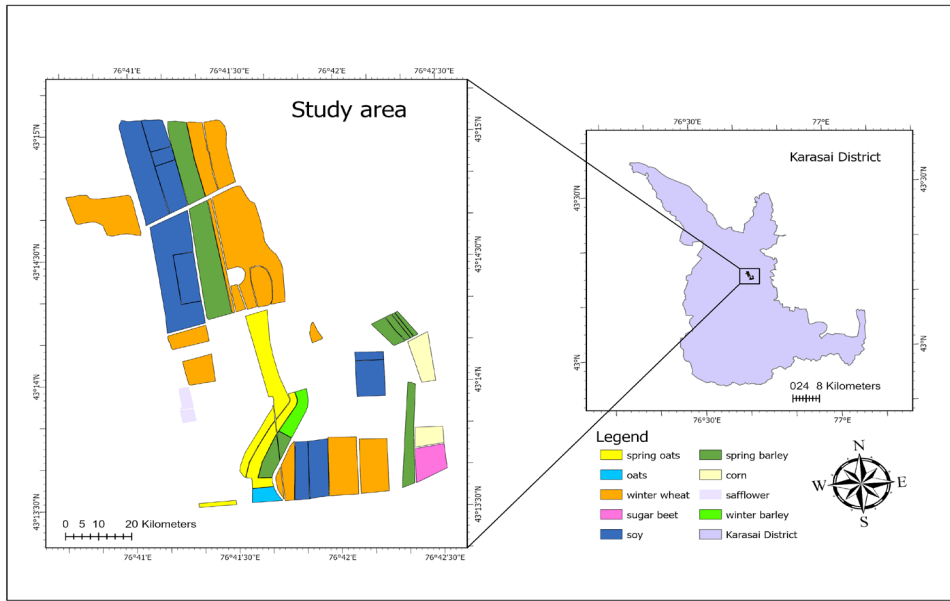 76°41'E 76°41'30"E 76°42'E 76°42'30"E
Study area
43°15'N
43°14'30"N
43°14'N
43°13'30"N
43°15'N
43°14'30"N
43°14'N
43°13'30"N
0 5 10 20 Kilometers
76°41'E 76°41'30"E 76°42'E 76°42'30"E
76°30'E 77°E
Karasai District
43°30'N
43°N
43°30'N
43°N
024 8 Kilometers
76°30'E 77°E
Legend
spring oats spring barley
oats corn
winter wheat safflower
sugar beet winter barley
soy Karasai District
N
W E
S